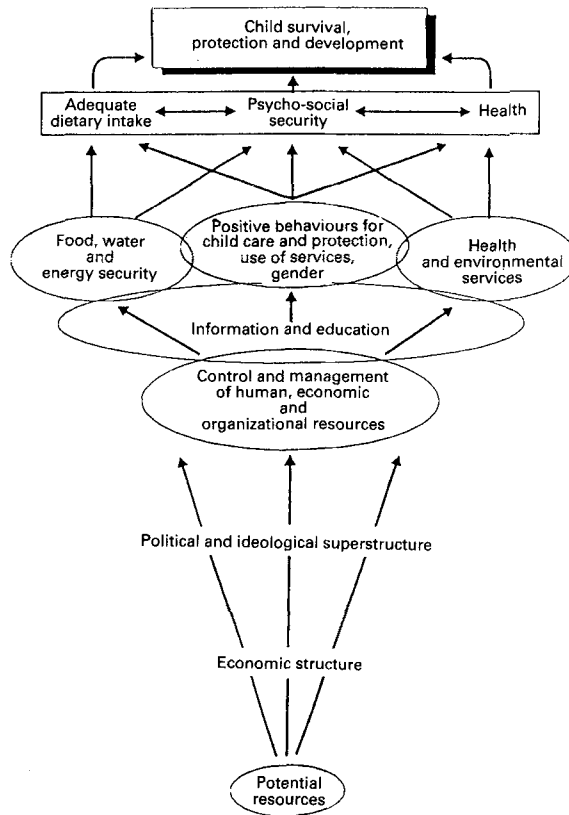 Child survival,
protection and development
Adequate
dietary intake
Psycho-social
security
Health
Food, water
and
energy security
Positive behaviours for
child care and protection,
use of services,
gender
Health
and environmental
services
Information and education
Control and management
of human, economic
and
organizational resources
Political and ideological superstructure
Economic structure
Potential
resources